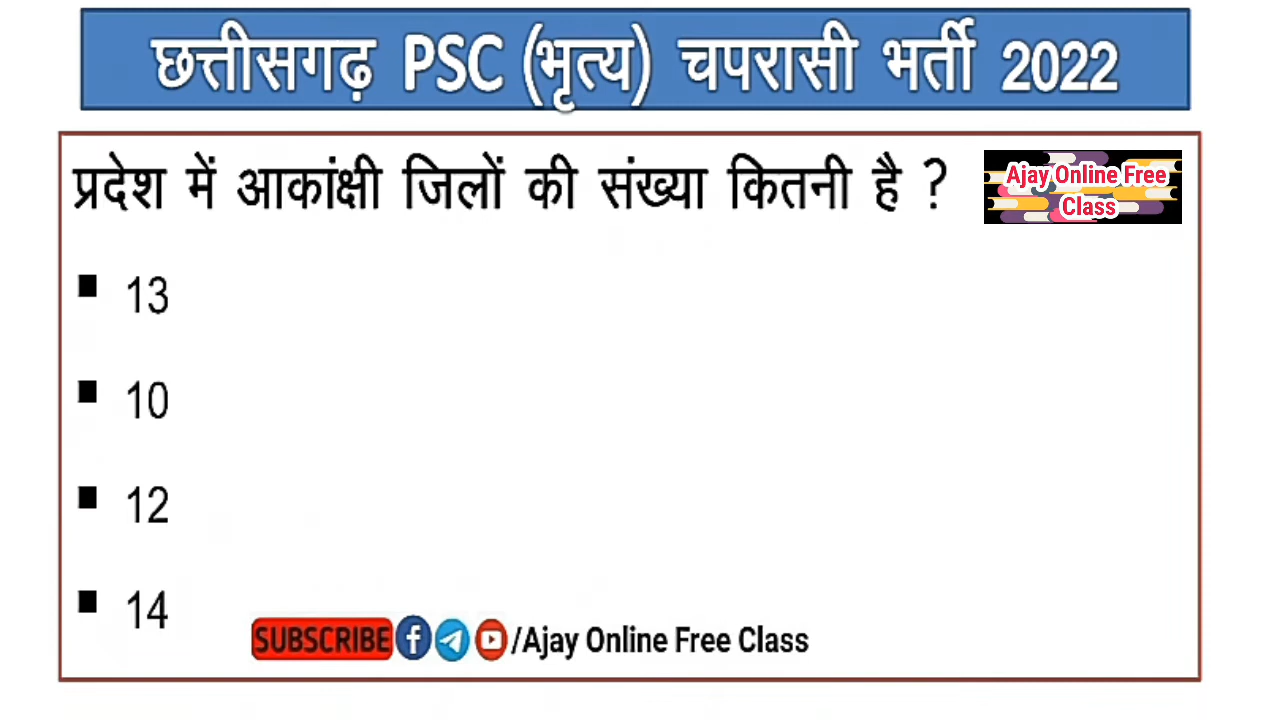 छत्तीसगढ़ PSC (भृत्य) चपरासी भर्ती 2022
प्रदेश में आकांक्षी जिलों की संख्या कितनी है ?
Ajay Online Free
Class
13
10
12
14
SUBSCRIBE /Ajay Online Free Class